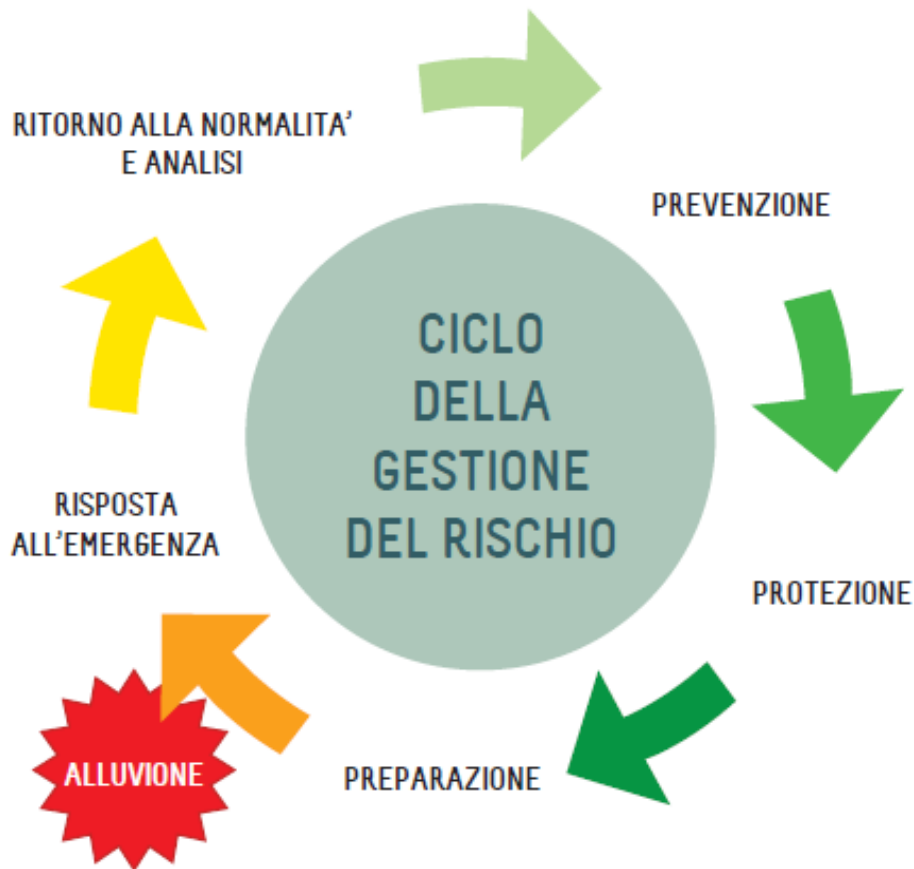 RITORNO ALLA NORMALITA'
E ANALISI
PREVENZIONE
CICLO
DELLA
GESTIONE
DEL RISCHIO
RISPOSTA
ALL'EMERGENZA
PROTEZIONE
ALLUVIONE
PREPARAZIONE